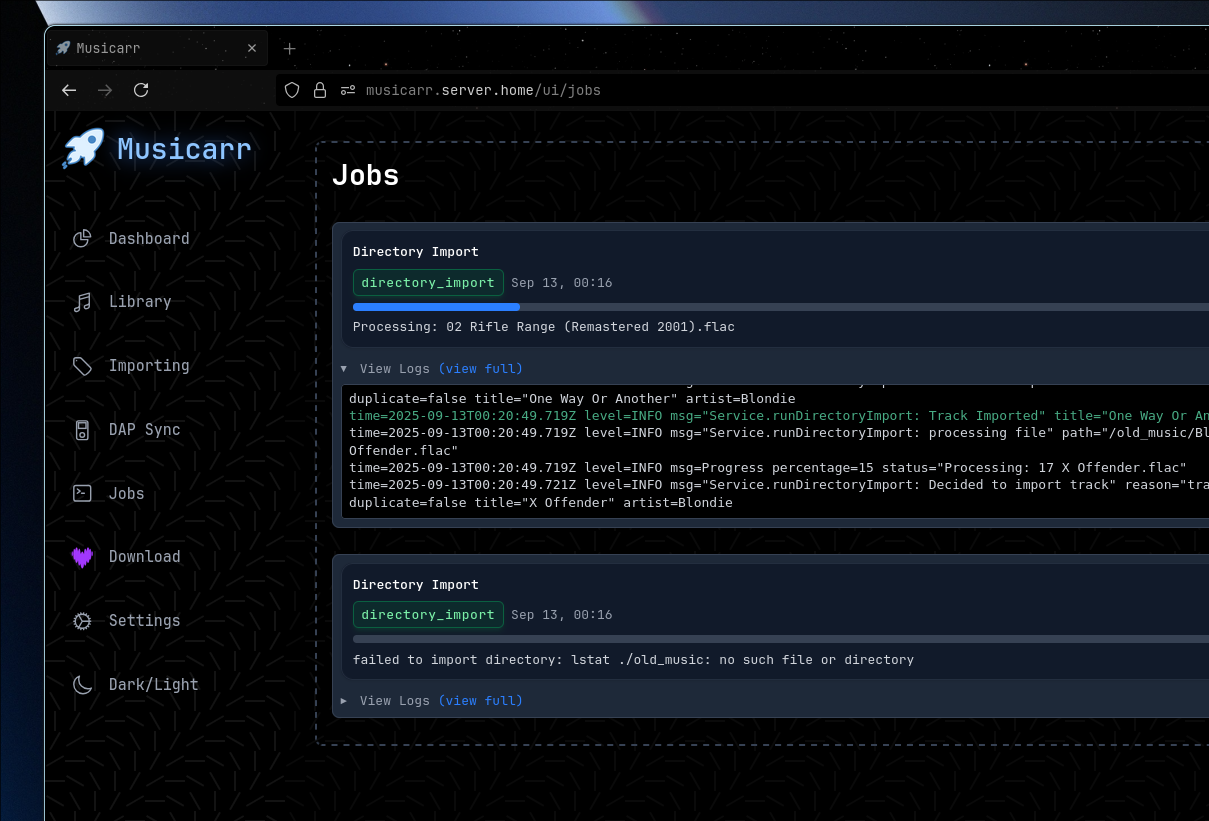 Musicarr
musicarr.server.home/ui/jobs
Musicarr
Dashboard
Library
Importing
DAP Sync
Jobs
Download
Settings
Dark/Light
Jobs
Directory Import
directory_import Sep 13, 00:16
Processing: 02 Rifle Range (Remastered 2001).flac
▾ View Logs (view full)
duplicate=false title="One Way Or Another" artist=Blondie
time=2025-09-13T00:20:49.719Z level=INFO msg="Service.runDirectoryImport: Track Imported" title="One Way Or An
time=2025-09-13T00:20:49.719Z level=INFO msg="Service.runDirectoryImport: processing file" path="/old_music/Bl
Offender.flac"
time=2025-09-13T00:20:49.719Z level=INFO msg=Progress percentage=15 status="Processing: 17 X Offender.flac"
time=2025-09-13T00:20:49.721Z level=INFO msg="Service.runDirectoryImport: Decided to import track" reason="tra
duplicate=false title="X Offender" artist=Blondie
Directory Import
directory_import Sep 13, 00:16
failed to import directory: lstat ./old_music: no such file or directory
▸ View Logs (view full)